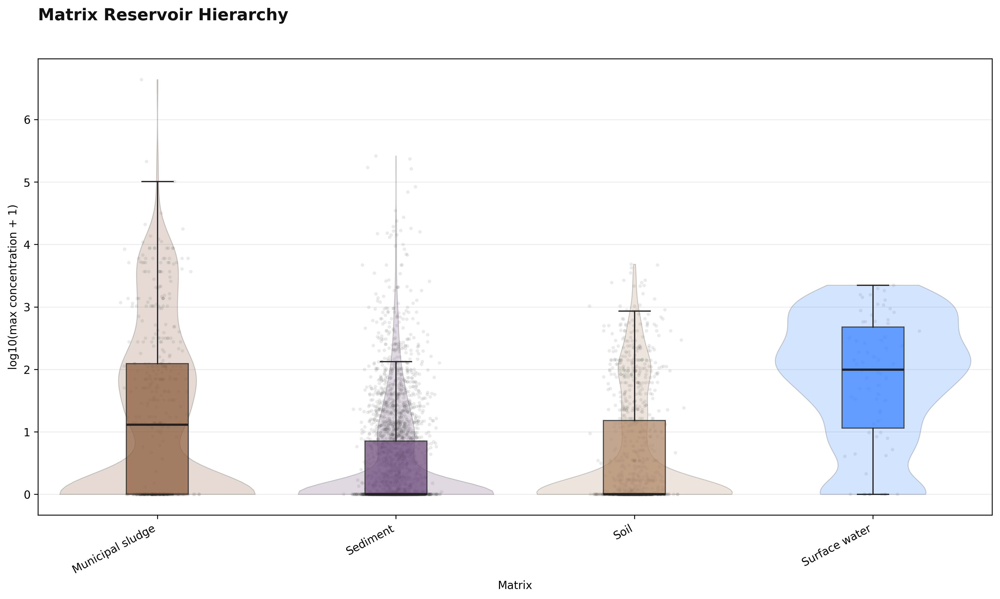 Matrix Reservoir Hierarchy
log10(max concentration + 1)
6
5
4
3
2
1
0
Municipal sludge
Sediment
Soil
Surface water
Matrix